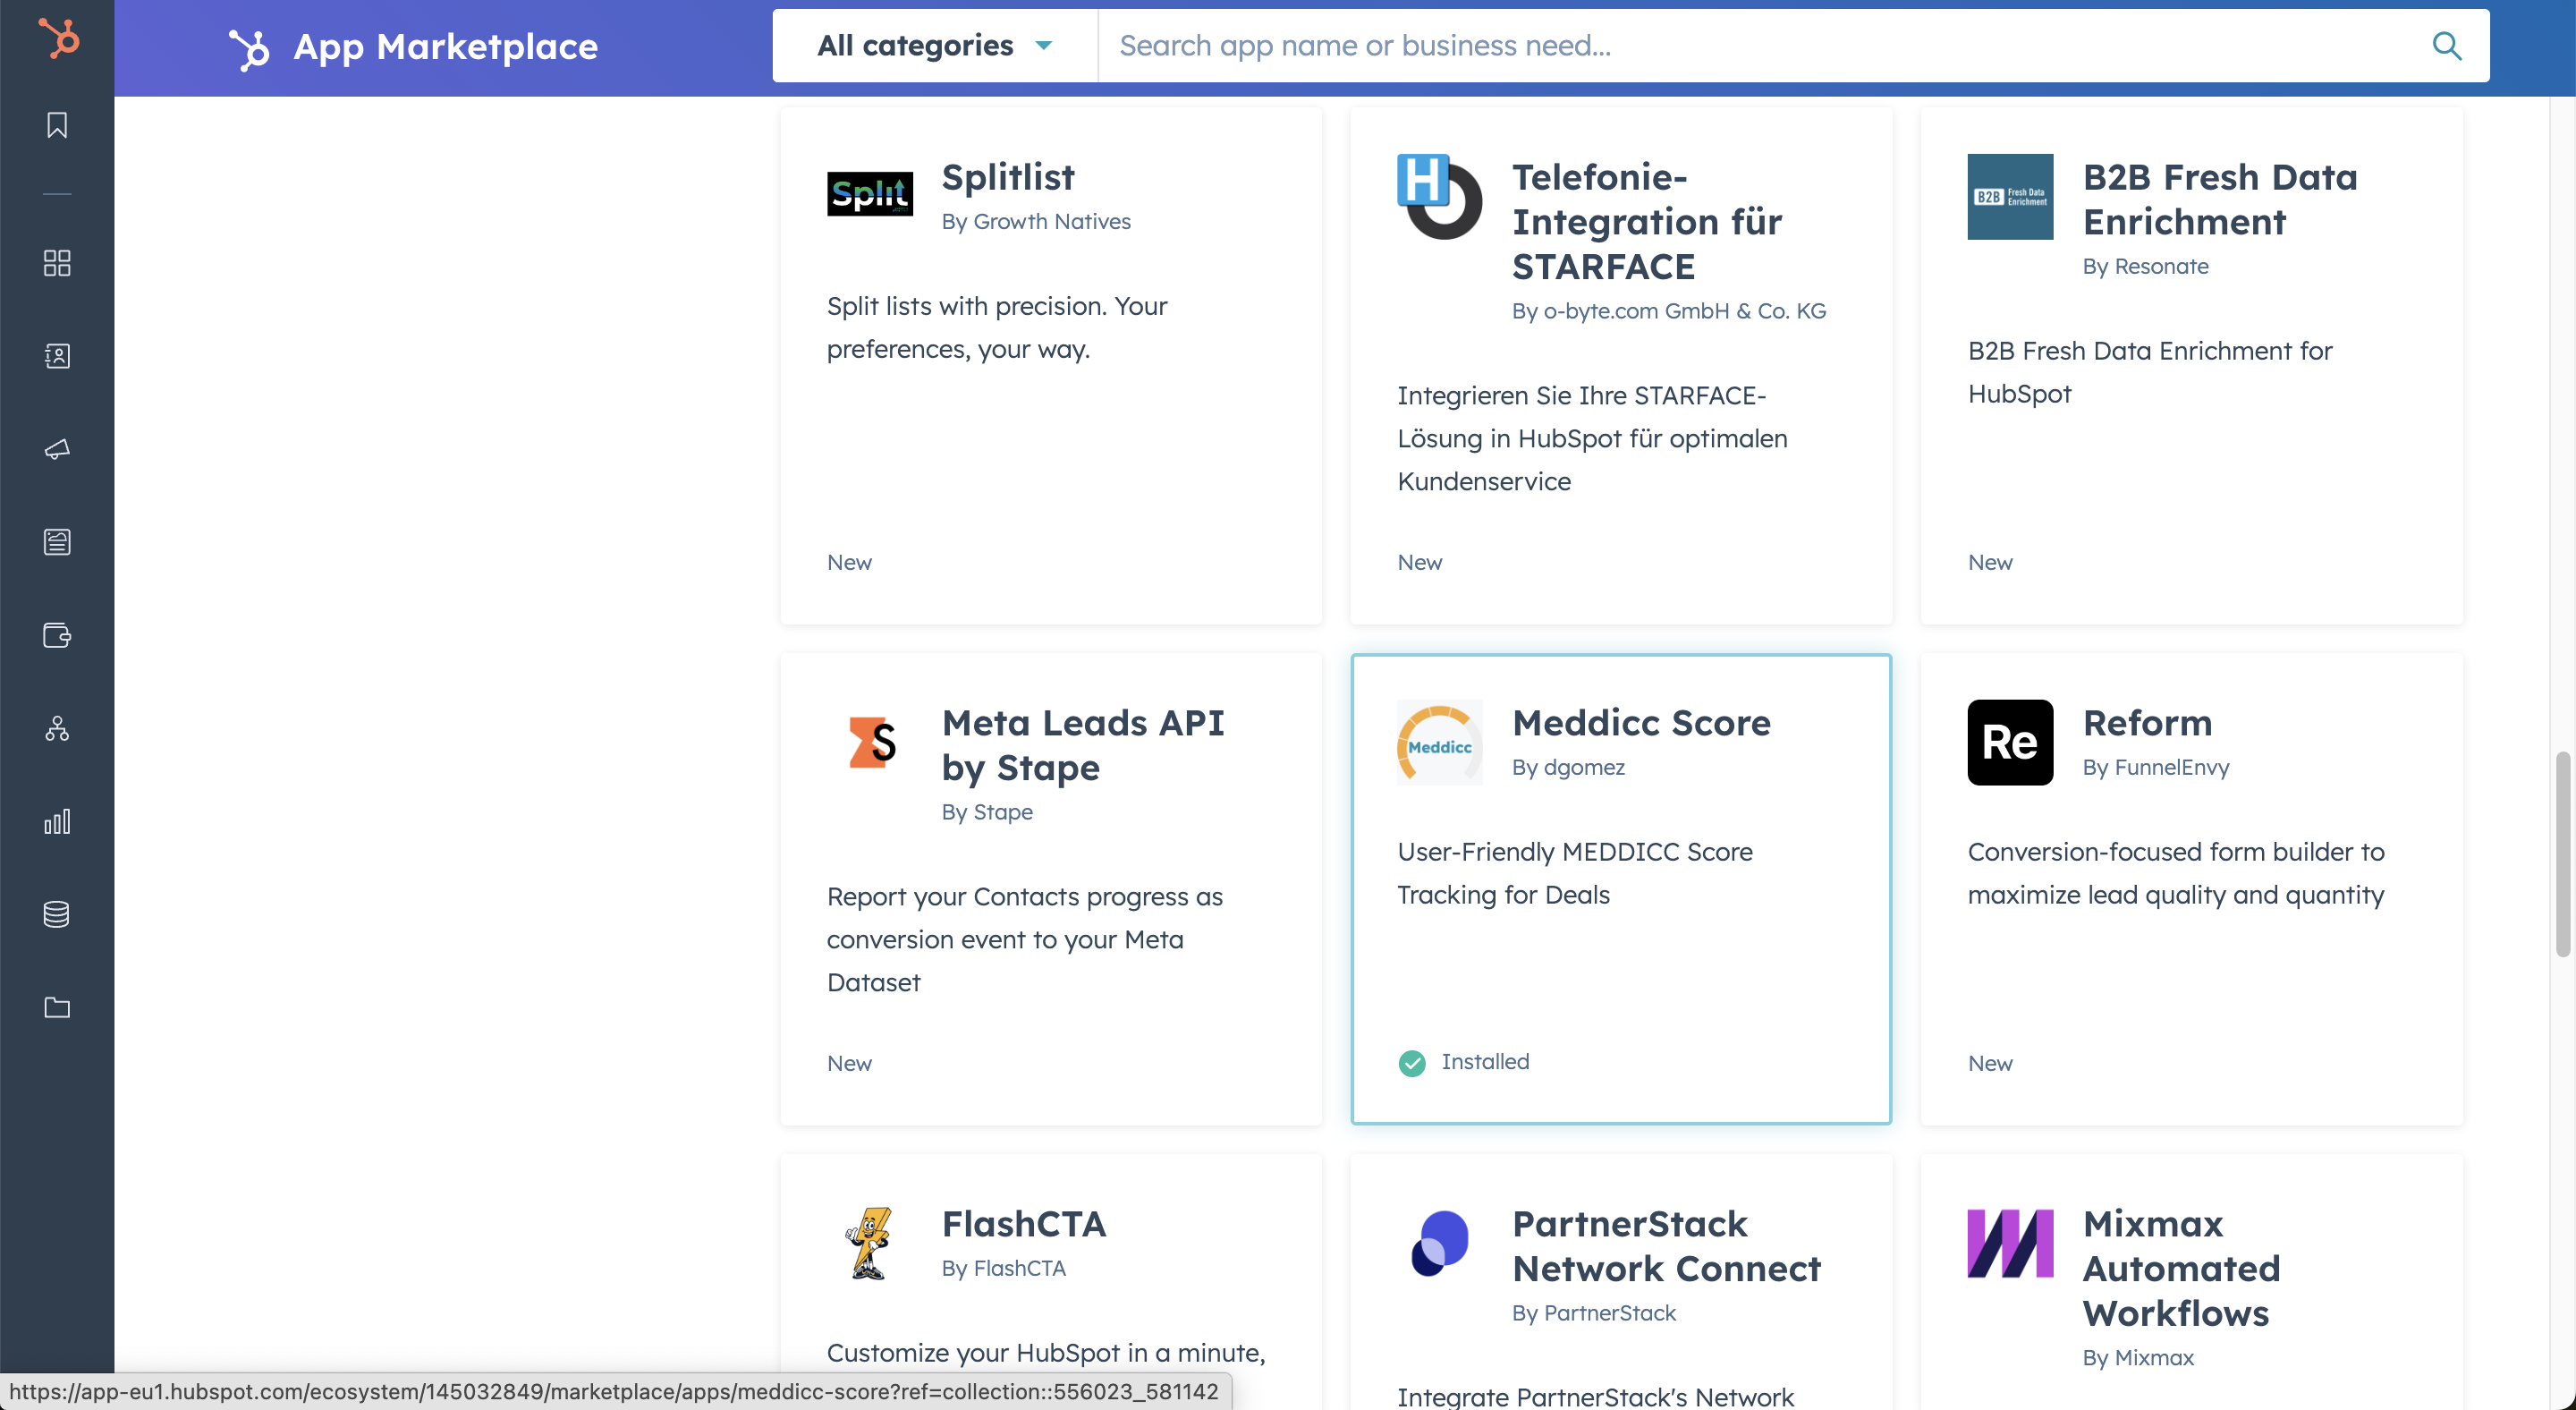 App Marketplace
All categories
Search app name or business need...
Split
Splitlist
By Growth Natives
Split lists with precision. Your
preferences, your way.
New
H
Telefonie-
Integration für
STARFACE
By o-byte.com GmbH & Co. KG
Integrieren Sie Ihre STARFACE-
Lösung in HubSpot für optimalen
Kundenservice
New
B2B Fresh Data
Enrichment
B2B Fresh Data
Enrichment
By Resonate
B2B Fresh Data Enrichment for
HubSpot
New
S
Meta Leads API
by Stape
By Stape
Report your Contacts progress as
conversion event to your Meta
Dataset
New
Meddicc
Meddicc Score
By dgomez
User-Friendly MEDDICC Score
Tracking for Deals
Installed
Re
Reform
By FunnelEnvy
Conversion-focused form builder to
maximize lead quality and quantity
New
FlashCTA
By FlashCTA
Customize your HubSpot in a minute,
PartnerStack
Network Connect
By PartnerStack
Integrate PartnerStack's Network
Mixmax
Automated
Workflows
By Mixmax
https://app-eu1.hubspot.com/ecosystem/145032849/marketplace/apps/meddicc-score?ref=collection::556023_581142